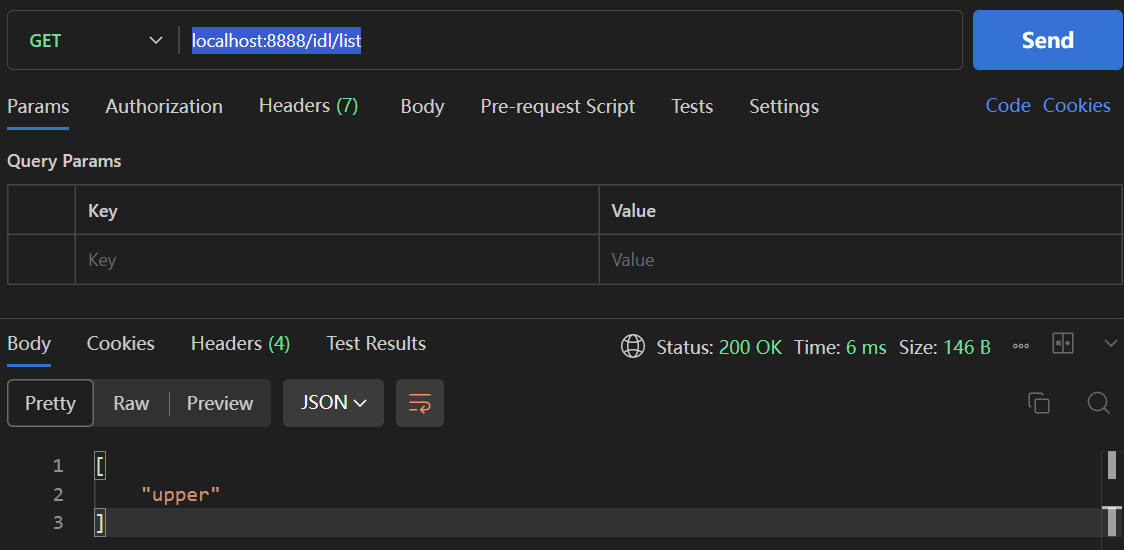 GET localhost:8888/idl/list Send
Params Authorization Headers (7) Body Pre-request Script Tests Settings Code Cookies
Query Params
Key Value
Key Value
Body Cookies Headers (4) Test Results Status: 200 OK Time: 6 ms Size: 146 B
Pretty Raw Preview JSON
1 [
2 "upper"
3 ]